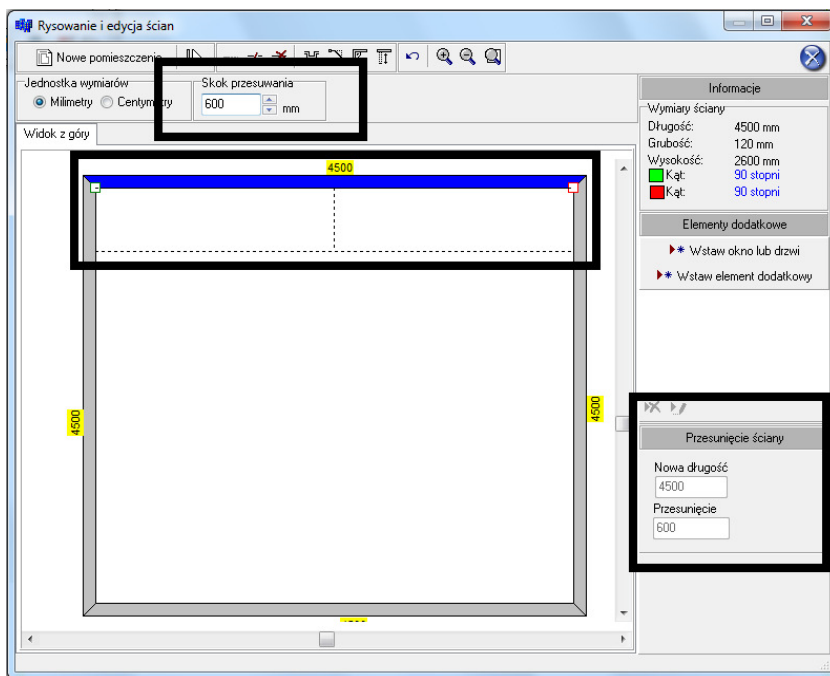 Rysowanie i edycja ścian
Nowe pomieszczenie
Jednostka wymiarów
Milimetry Centymetry
Skok przesuwania
600 mm
Widok z góry
4500
4500
4500
Informacje
Wymiary ściany
Długość: 4500 mm
Grubość: 120 mm
Wysokość: 2600 mm
Kąt: 90 stopni
Kąt: 90 stopni
Elementy dodatkowe
Wstaw okno lub drzwi
Wstaw element dodatkowy
Przesunięcie ściany
Nowa długość
4500
Przesunięcie
600